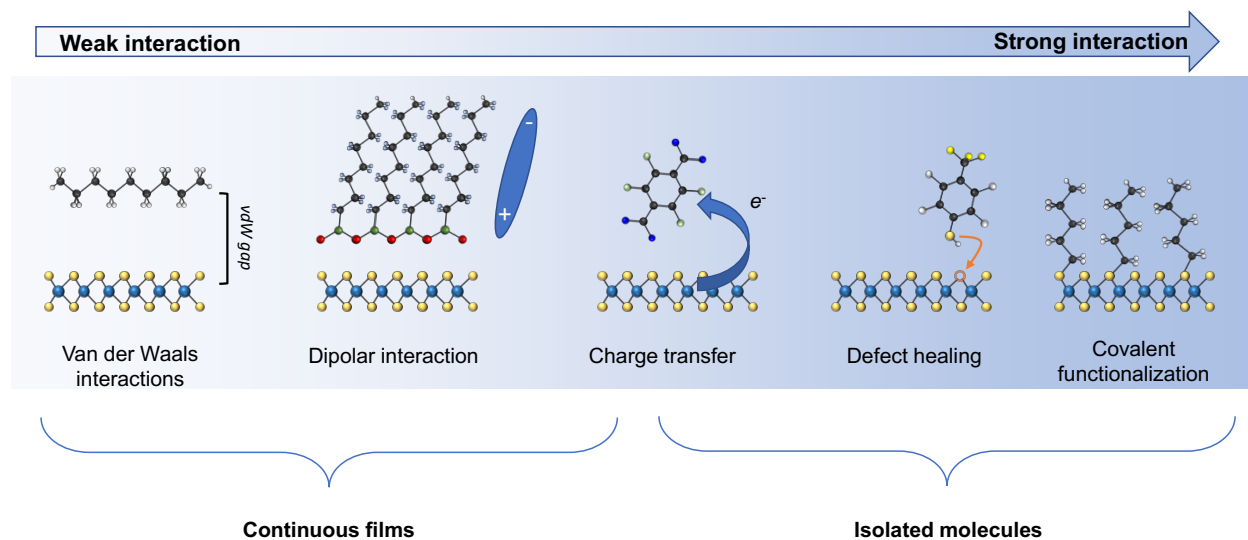 Weak interaction
Strong interaction
-
+
vdW gap
e-
Van der Waals
interactions
Dipolar interaction
Charge transfer
Defect healing
Covalent
functionalization
Continuous films
Isolated molecules